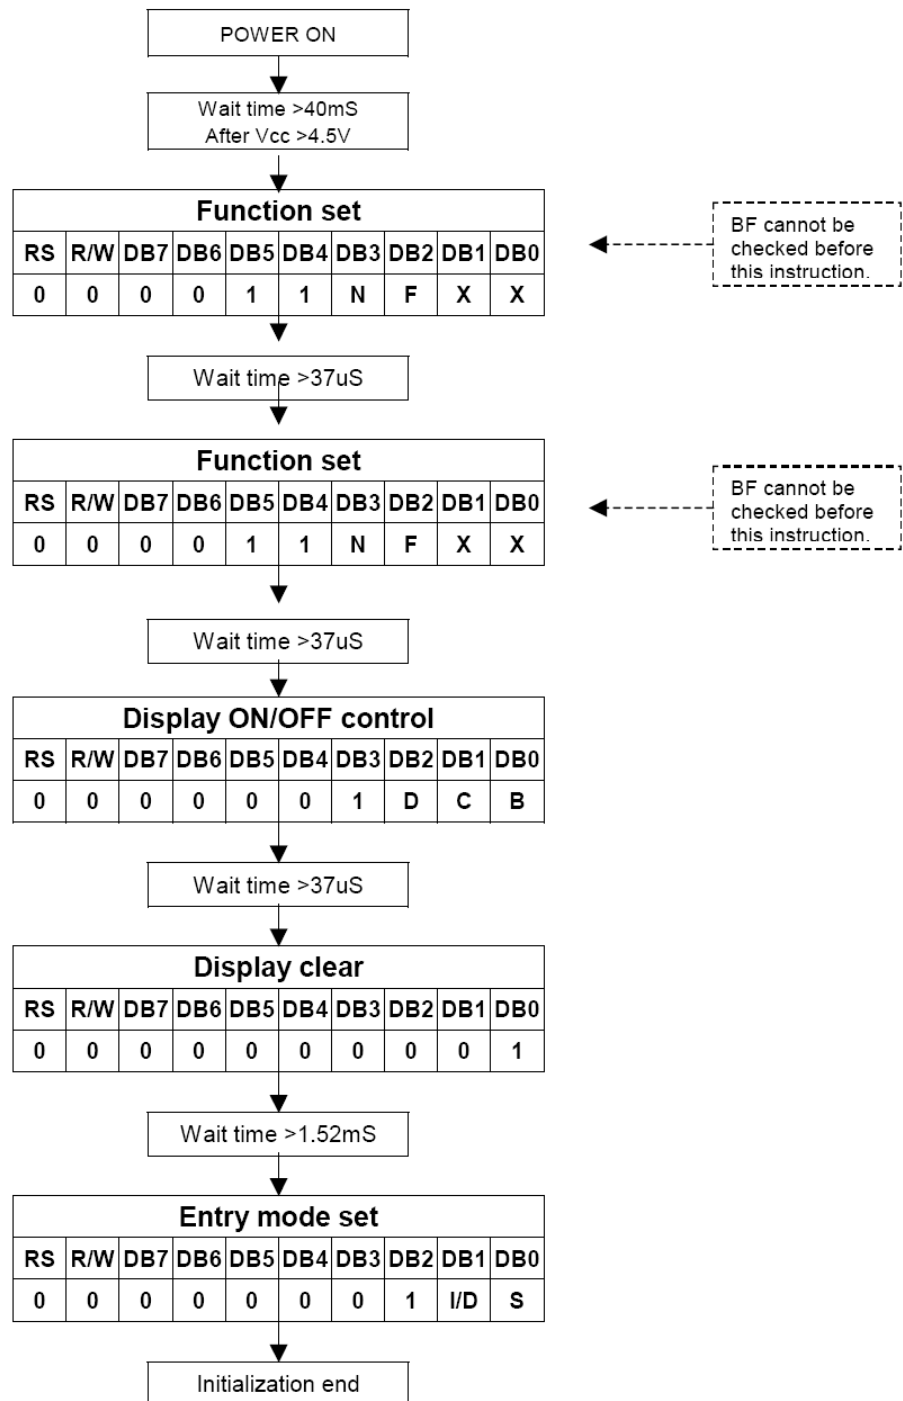 POWER ON
Wait time >40mS
After Vcc >4.5V
Function set
RS R/W DB7 DB6 DB5 DB4 DB3 DB2 DB1 DB0
0 0 0 0 1 1 N F X X
BF cannot be
checked before
this instruction.
Wait time >37uS
Function set
RS R/W DB7 DB6 DB5 DB4 DB3 DB2 DB1 DB0
0 0 0 0 1 1 N F X X
BF cannot be
checked before
this instruction.
Wait time >37uS
Display ON/OFF control
RS R/W DB7 DB6 DB5 DB4 DB3 DB2 DB1 DB0
0 0 0 0 0 0 1 D C B
Wait time >37uS
Display clear
RS R/W DB7 DB6 DB5 DB4 DB3 DB2 DB1 DB0
0 0 0 0 0 0 0 0 0 1
Wait time >1.52mS
Entry mode set
RS R/W DB7 DB6 DB5 DB4 DB3 DB2 DB1 DB0
0 0 0 0 0 0 0 1 I/D S
Initialization end